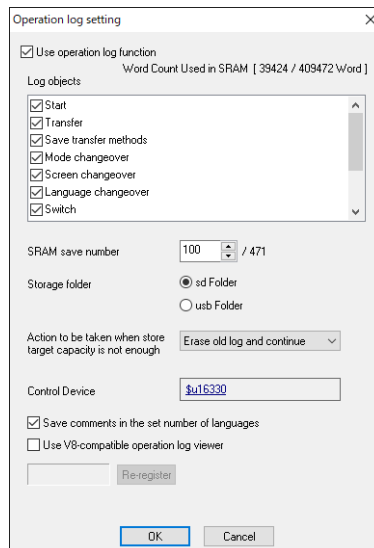 Operation log setting
Use operation log function
Word Count Used in SRAM [ 39424 / 409472 Word ]
Log objects
Start
Transfer
Save transfer methods
Mode changeover
Screen changeover
Language changeover
Switch
SRAM save number 100 / 471
Storage folder sd Folder
usb Folder
Action to be taken when store
target capacity is not enough Erase old log and continue
Control Device $u16330
Save comments in the set number of languages
Use V8-compatible operation log viewer
Re-register
OK Cancel